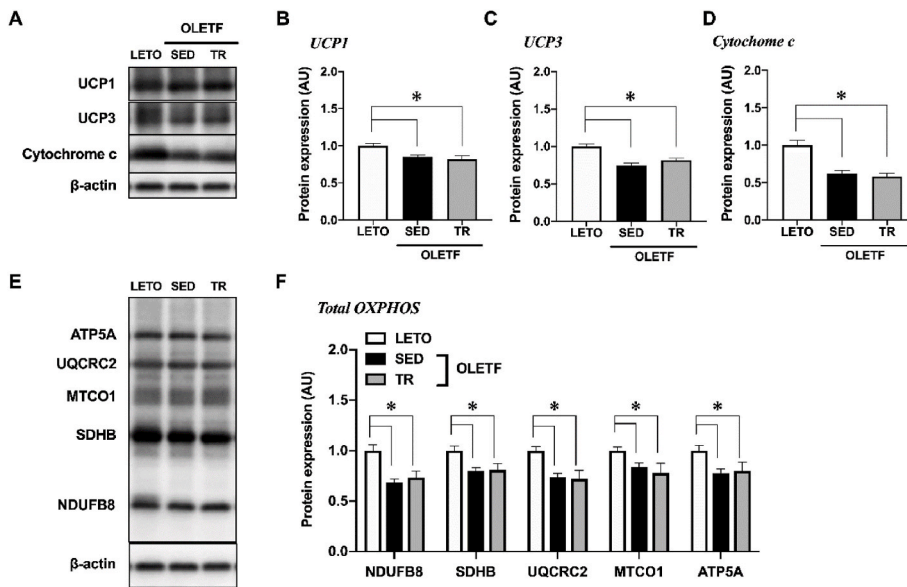 A
OLETF
LETO SED TR
UCP1
UCP3
Cytochrome c
β-actin
B
UCP1
Protein expression (AU)
2.0
1.5
1.0
0.5
0.0
*
LETO SED TR
OLETF
C
UCP3
Protein expression (AU)
2.0
1.5
1.0
0.5
0.0
*
LETO SED TR
OLETF
D
Cytochome c
Protein expression (AU)
2.0
1.5
1.0
0.5
0.0
*
LETO SED TR
OLETF
E
LETO SED TR
ATP5A
UQCRC2
MTCO1
SDHB
NDUFB8
β-actin
F
Total OXPHOS
LETO
SED
TR
OLETF
Protein expression (AU)
2.0
1.5
1.0
0.5
0.0
* * * * *
NDUFB8 SDHB UQCRC2 MTCO1 ATP5A